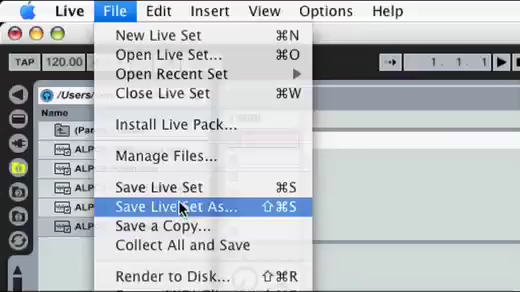 Live File Edit Insert View Options
TAP 120.00 1 . 1 . 1
New Live Set ⌘N
Open Live Set... ⌘O
Open Recent Set
/Users/
Close Live Set ⌘W
Name
Install Live Pack...
(Par
ALP
Manage Files...
ALP
ALP
Save Live Set ⌘S
ALP
Save Live Set As... ⇧⌘S
ALP
Save a Copy...
Collect All and Save
Render to Disk... ⇧⌘R